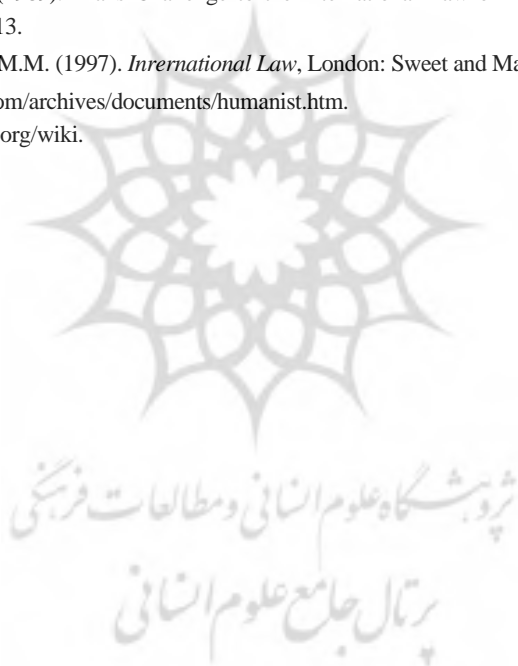 13.
M.M. (1997). Inrernational Law, London: Sweet and Ma
om/archives/documents/humanist.htm.
org/wiki.
پژوهشگاه علوم انسانی و مطالعات فرهنگی
پرتال جامع علوم انسانی